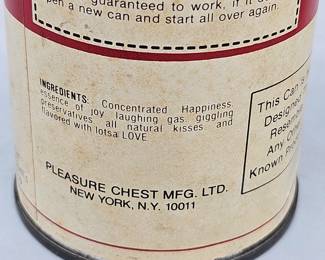 guaranteed to work, if it d
pen a new can and start all over again.
INGREDIENTS: Concentrated Happiness,
essence of joy, laughing gas, giggling
preservatives, all natural kisses and
flavored with lotsa LOVE.
This Can's
Designed
Rese
Any
Known
PLEASURE CHEST MFG. LTD.
NEW YORK, N.Y. 10011